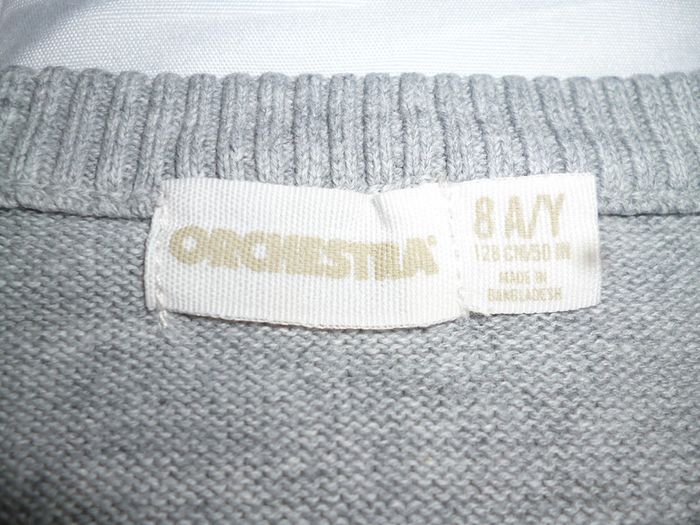 ORCHESTRA®
8 A/Y
128 CM/50 IN
MADE IN
BANGLADESH